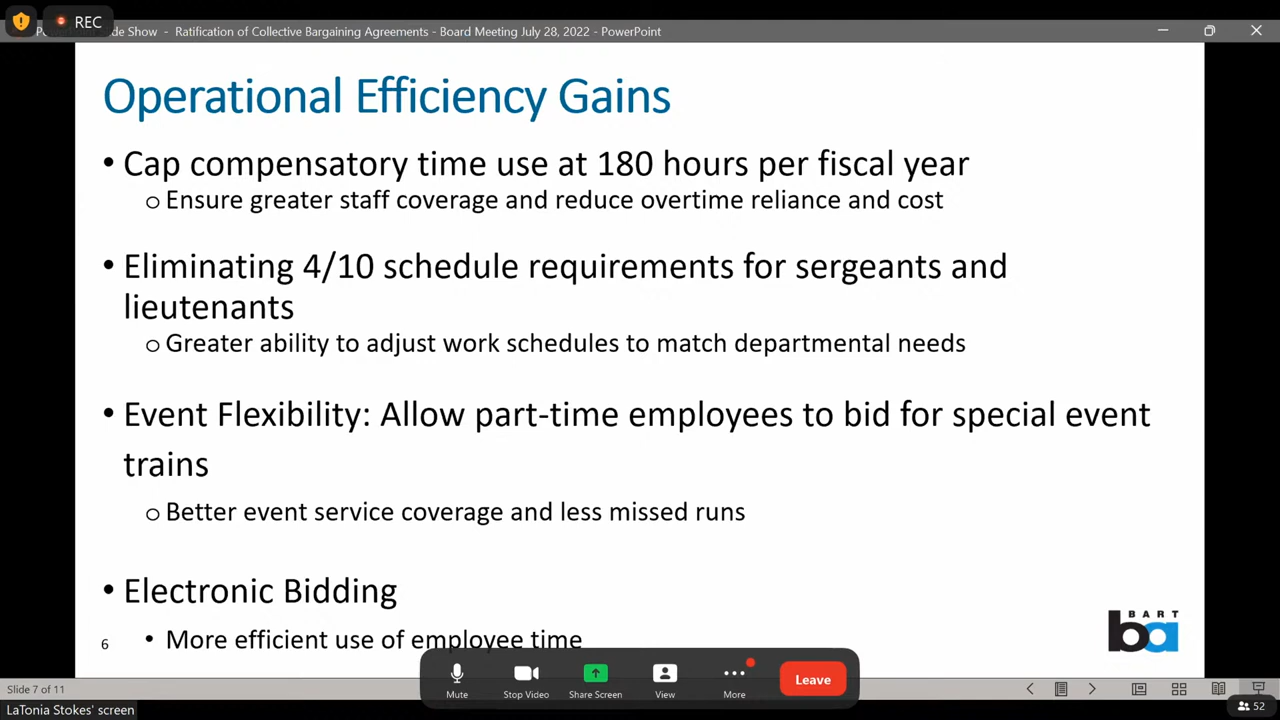 REC
de Show - Ratification of Collective Bargaining Agreements - Board Meeting July 28, 2022 - PowerPoint
Operational Efficiency Gains
• Cap compensatory time use at 180 hours per fiscal year
o Ensure greater staff coverage and reduce overtime reliance and cost
• Eliminating 4/10 schedule requirements for sergeants and
lieutenants
o Greater ability to adjust work schedules to match departmental needs
• Event Flexibility: Allow part-time employees to bid for special event
trains
o Better event service coverage and less missed runs
• Electronic Bidding
• More efficient use of employee time
6
BART
ba
Mute
Stop Video
Share Screen
View
More
Leave
Slide 7 of 11
LaTonia Stokes' screen
52